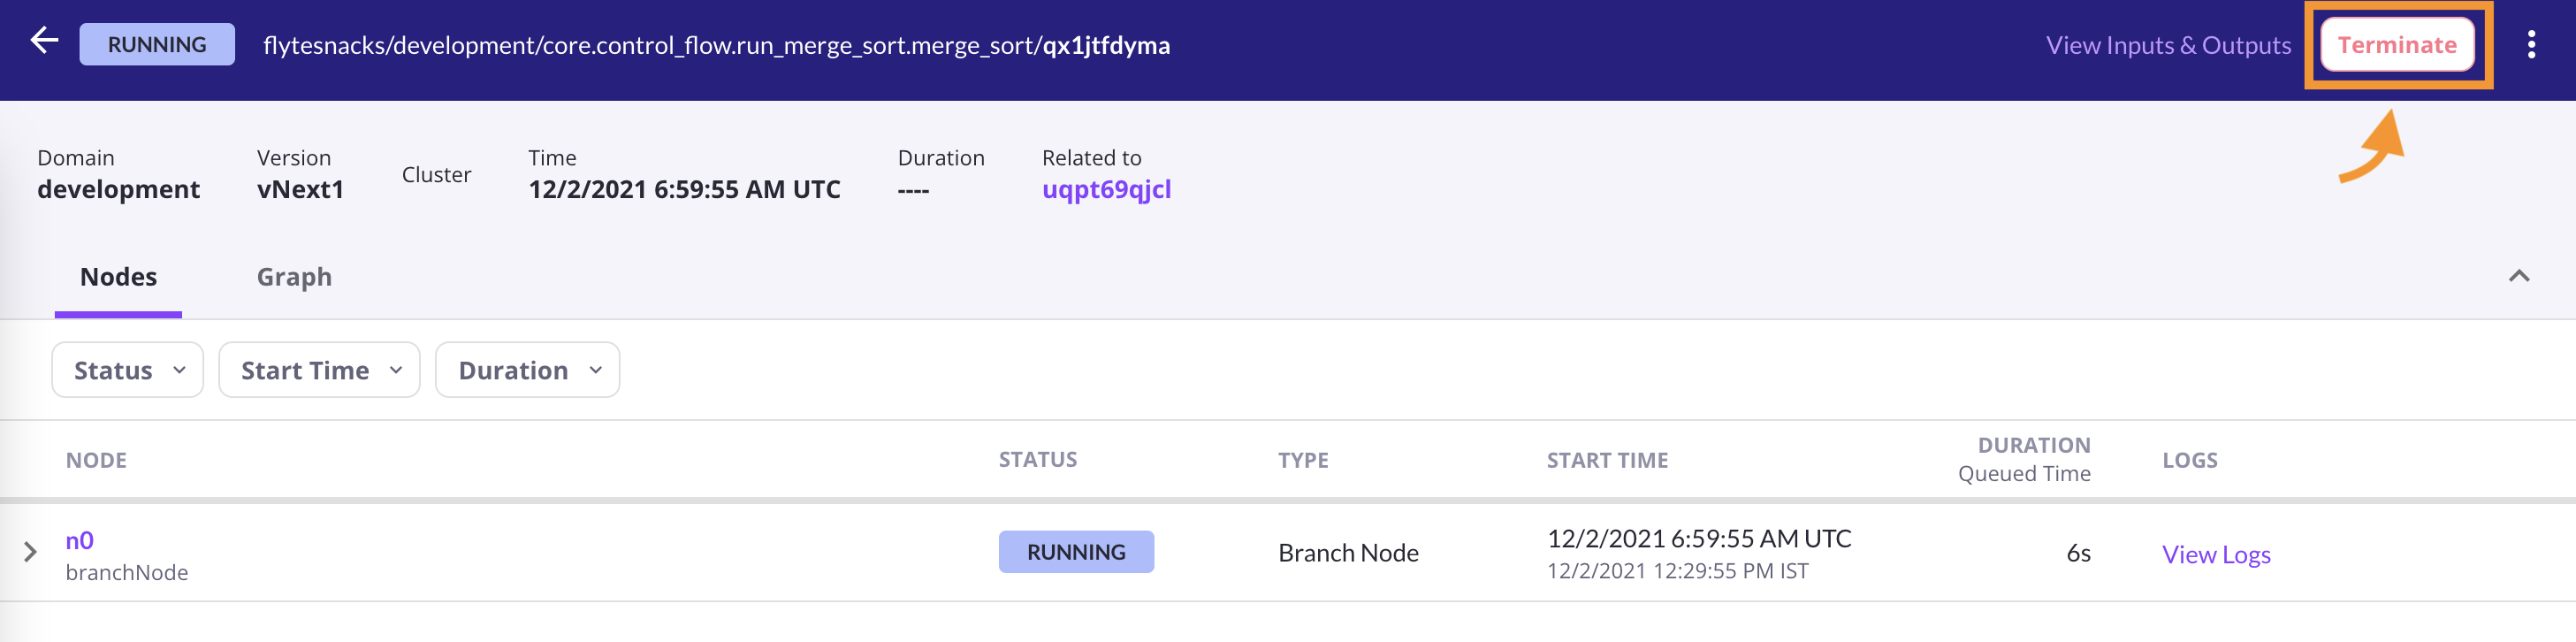 RUNNING flytesnacks/development/core.control_flow.run_merge_sort.merge_sort/qx1jtfdyma View Inputs & Outputs Terminate
Domain Version Cluster Time Duration Related to
development vNext1 12/2/2021 6:59:55 AM UTC ---- uqpt69qjcl
Nodes Graph
Status Start Time Duration
NODE STATUS TYPE START TIME DURATION LOGS
Queued Time
n0 RUNNING Branch Node 12/2/2021 6:59:55 AM UTC 6s View Logs
branchNode 12/2/2021 12:29:55 PM IST